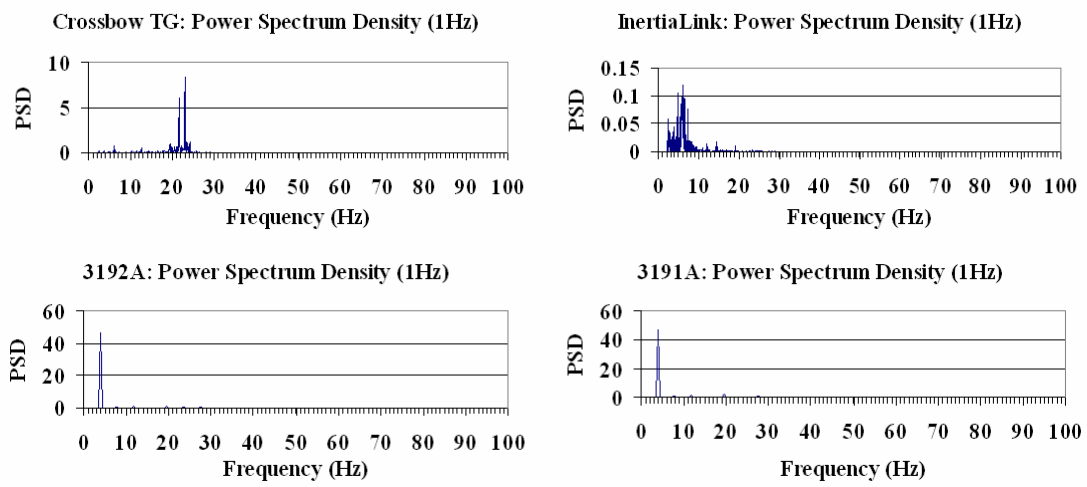 Crossbow TG: Power Spectrum Density (1Hz)
PSD
10
5
0
0 10 20 30 40 50 60 70 80 90 100
Frequency (Hz)
InertiaLink: Power Spectrum Density (1Hz)
PSD
0.15
0.1
0.05
0
0 10 20 30 40 50 60 70 80 90 100
Frequency (Hz)
3192A: Power Spectrum Density (1Hz)
PSD
60
40
20
0
0 10 20 30 40 50 60 70 80 90 100
Frequency (Hz)
3191A: Power Spectrum Density (1Hz)
PSD
60
40
20
0
0 10 20 30 40 50 60 70 80 90 100
Frequency (Hz)